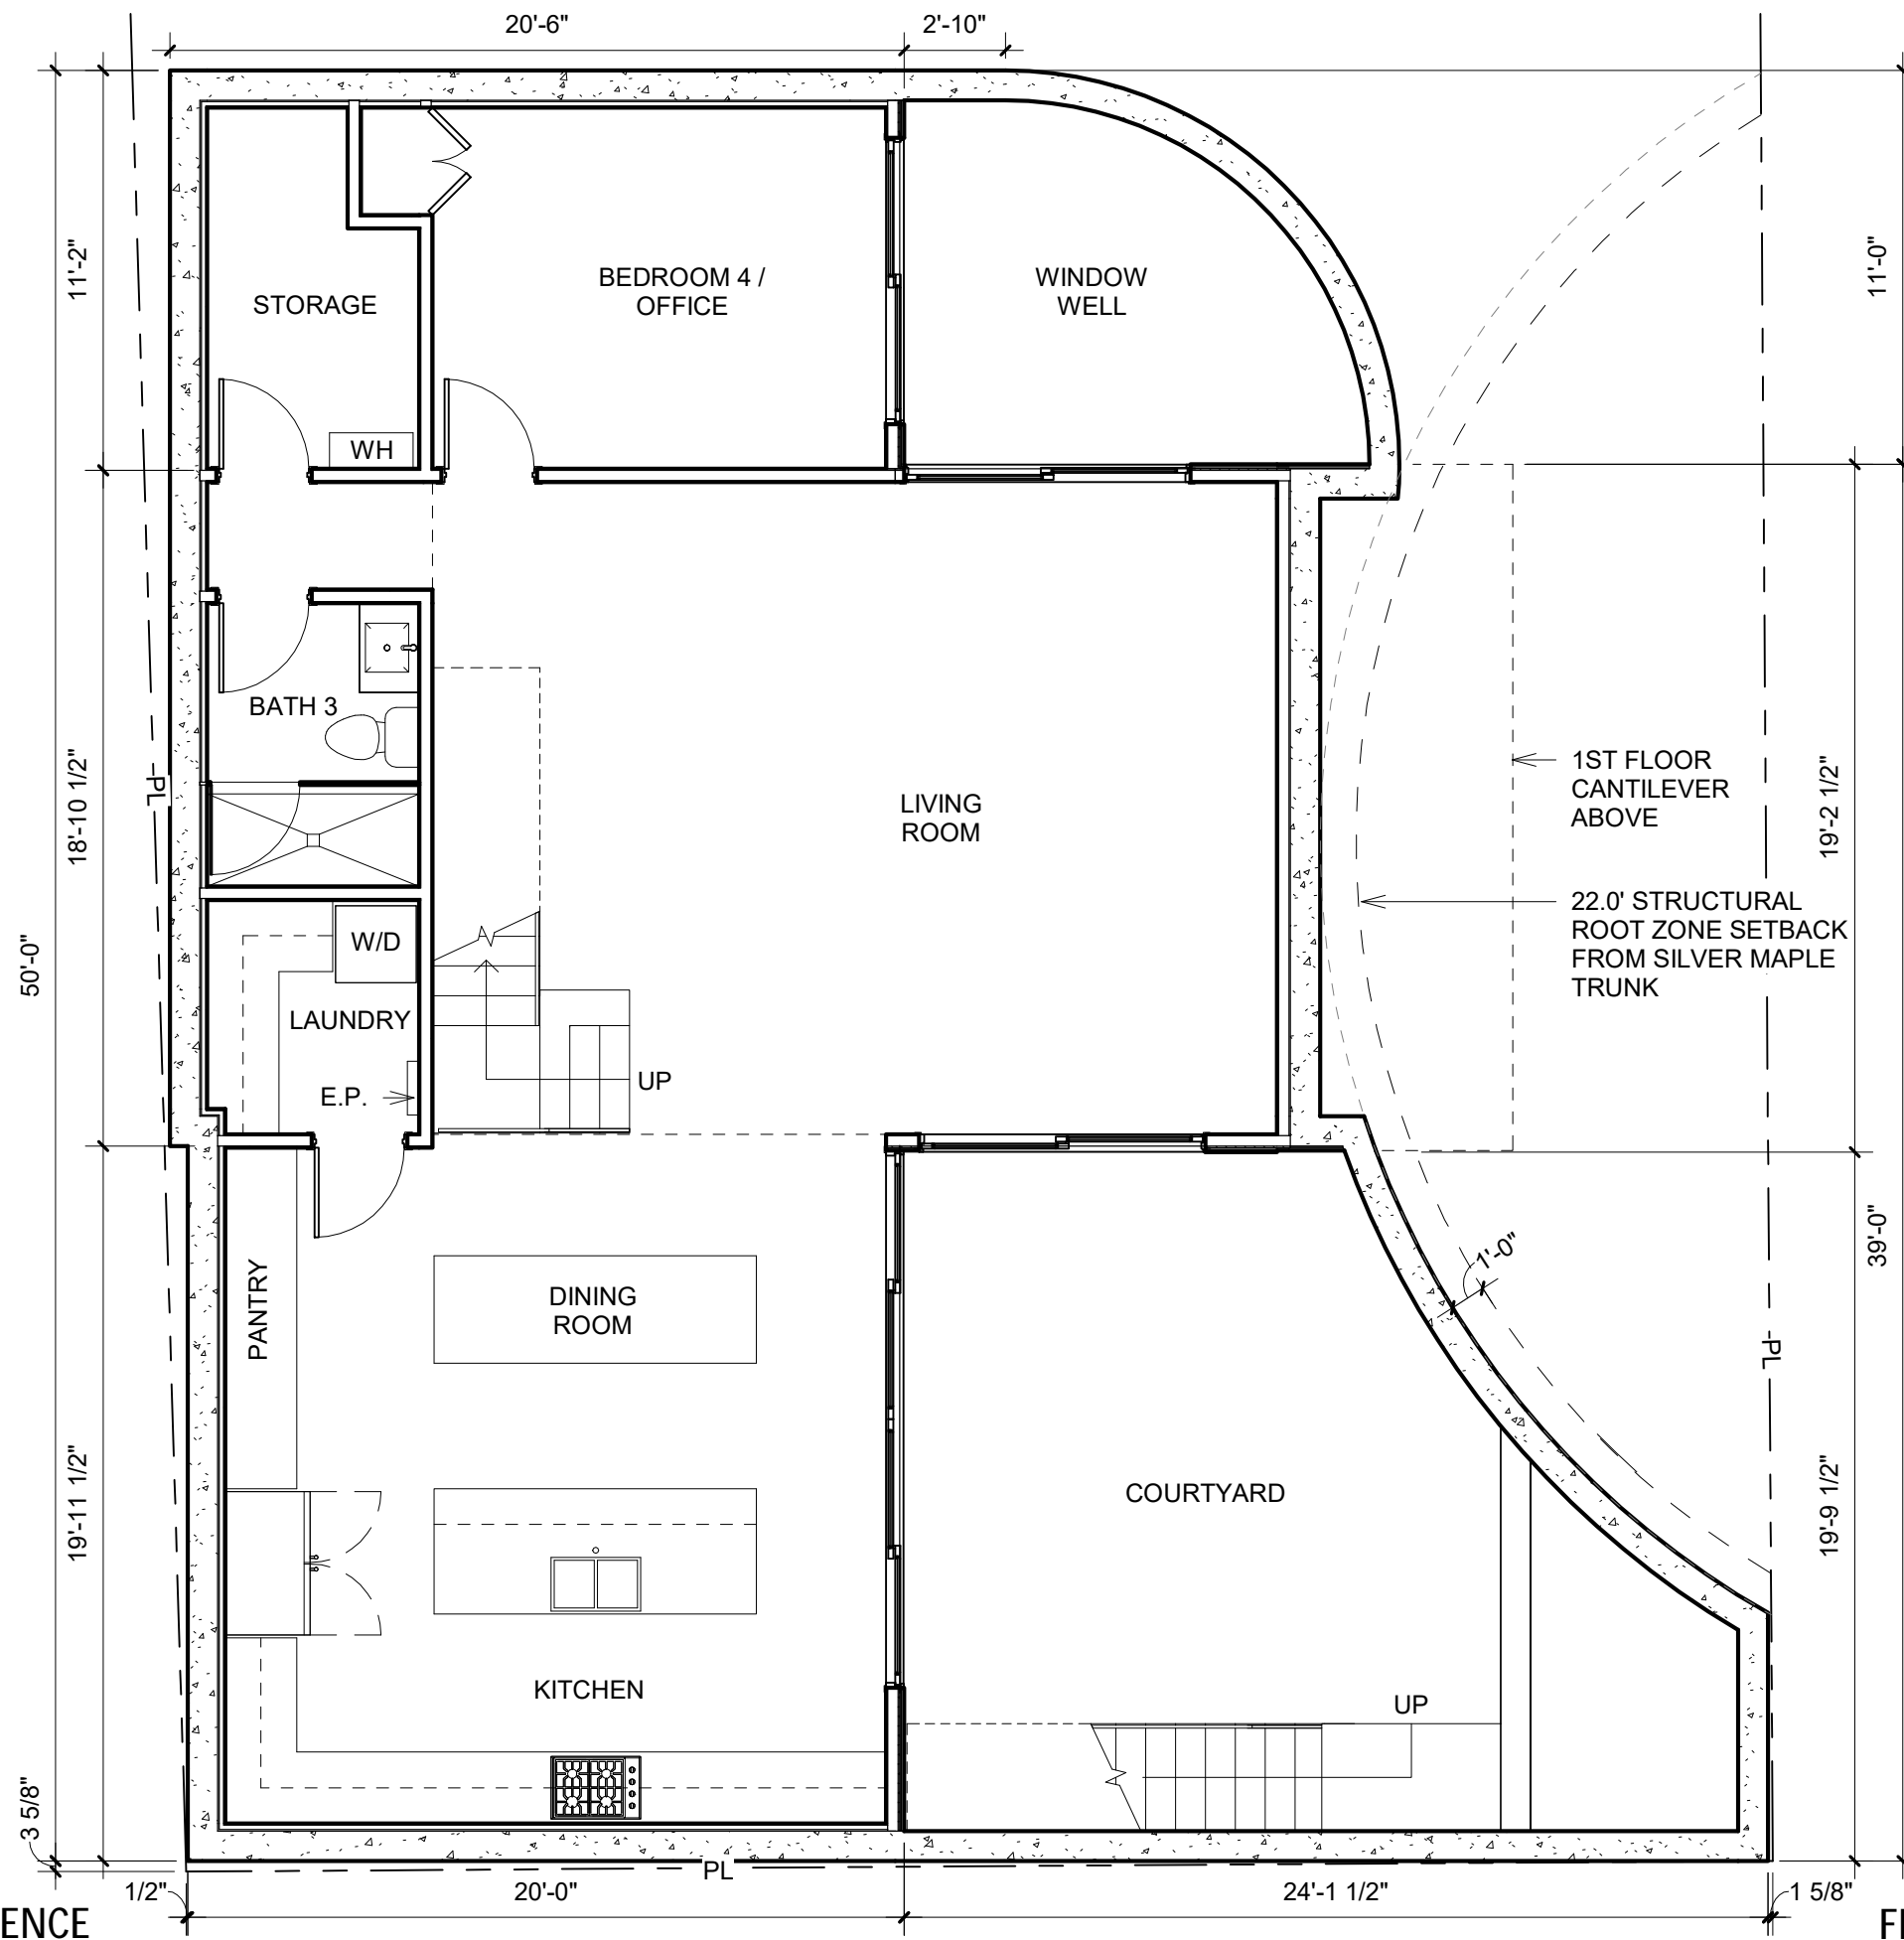 20'-6"
2'-10"
11'-2"
11'-0"
STORAGE
BEDROOM 4 /
OFFICE
WINDOW
WELL
WH
BATH 3
PL
18'-10 1/2"
50'-0"
LIVING
ROOM
1ST FLOOR
CANTILEVER
ABOVE
19'-2 1/2"
22.0' STRUCTURAL
ROOT ZONE SETBACK
FROM SILVER MAPLE
TRUNK
W/D
LAUNDRY
E.P.
UP
39'-0"
1'-0"
PANTRY
DINING
ROOM
PL
19'-11 1/2"
COURTYARD
19'-9 1/2"
KITCHEN
UP
3 5/8"
PL
1/2"
20'-0"
24'-1 1/2"
1 5/8"
ENCE